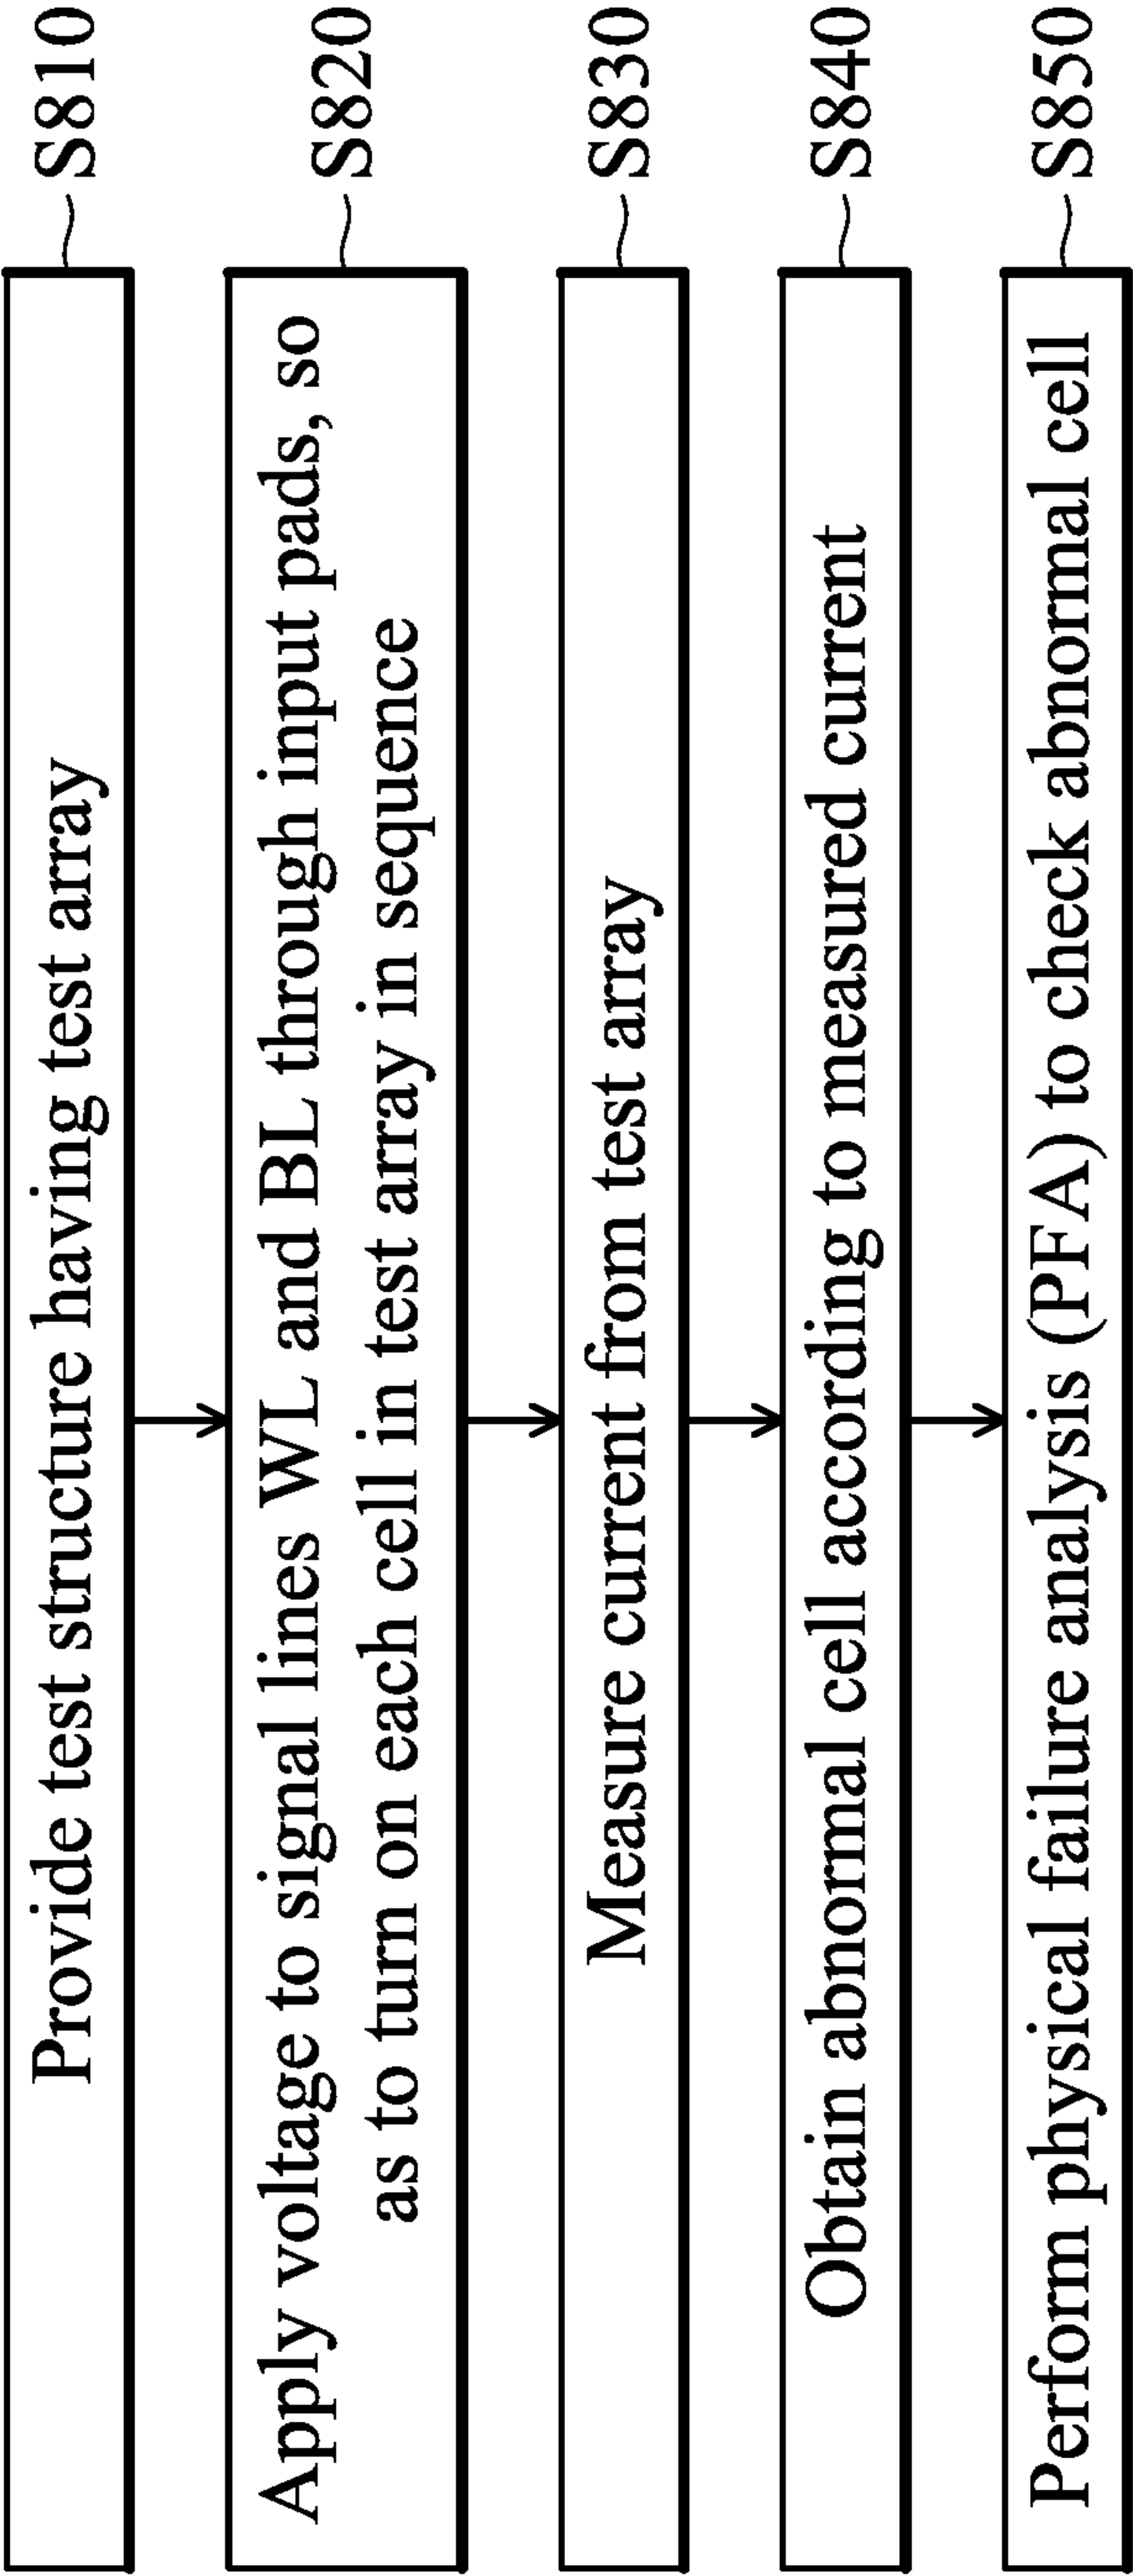 Provide test structure having test array
S810
Apply voltage to signal lines WL and BL through input pads, so
as to turn on each cell in test array in sequence
S820
Measure current from test array
S830
Obtain abnormal cell according to measured current
S840
Perform physical failure analysis (PFA) to check abnormal cell
S850